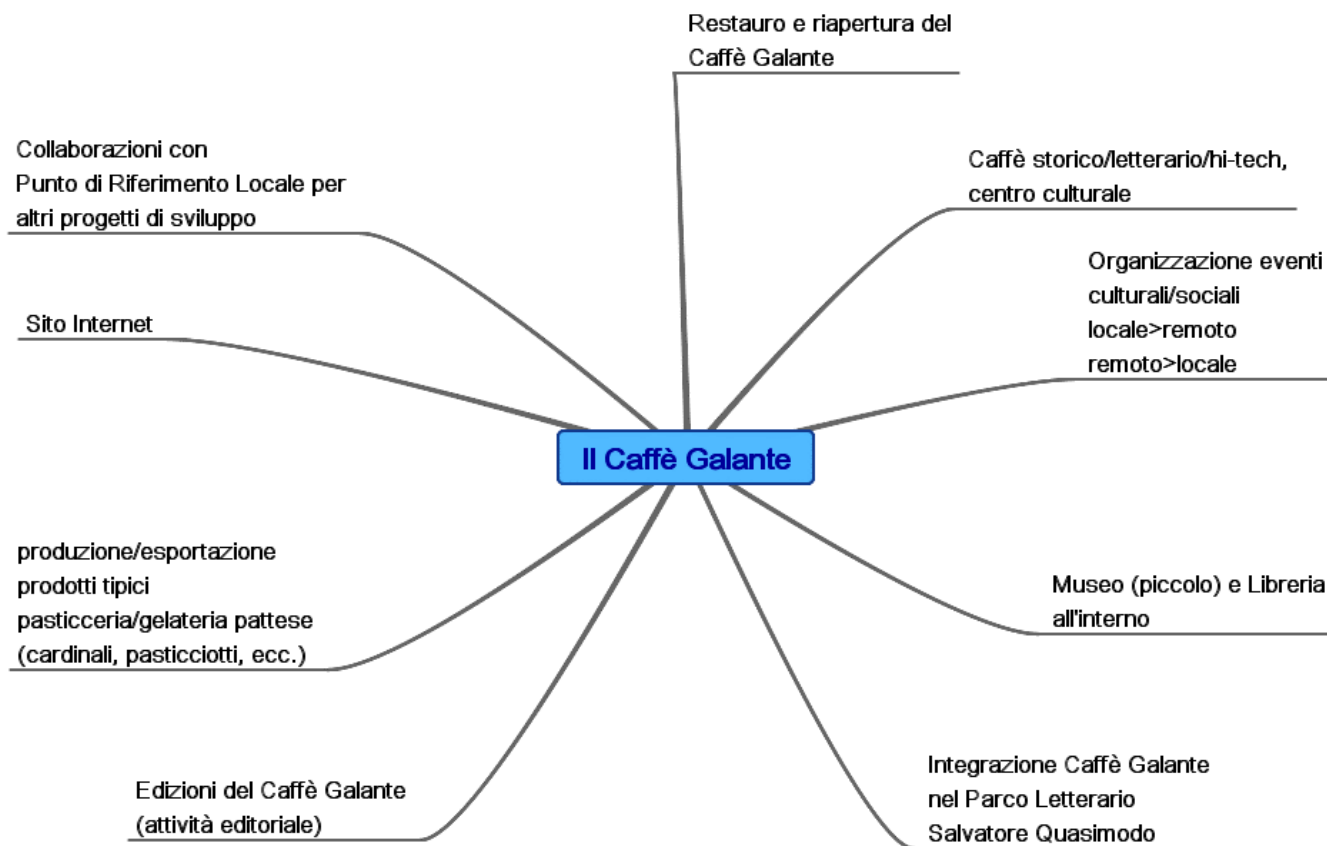 Restauro e riapertura del
Caffè Galante
Caffè storico/letterario/hi-tech,
centro culturale
Organizzazione eventi
culturali/sociali
locale>remoto
remoto>locale
Museo (piccolo) e Libreria
all'interno
Integrazione Caffè Galante
nel Parco Letterario
Salvatore Quasimodo
Edizioni del Caffè Galante
(attività editoriale)
produzione/esportazione
prodotti tipici
pasticceria/gelateria pattese
(cardinali, pasticciotti, ecc.)
Sito Internet
Collaborazioni con
Punto di Riferimento Locale per
altri progetti di sviluppo
Il Caffè Galante